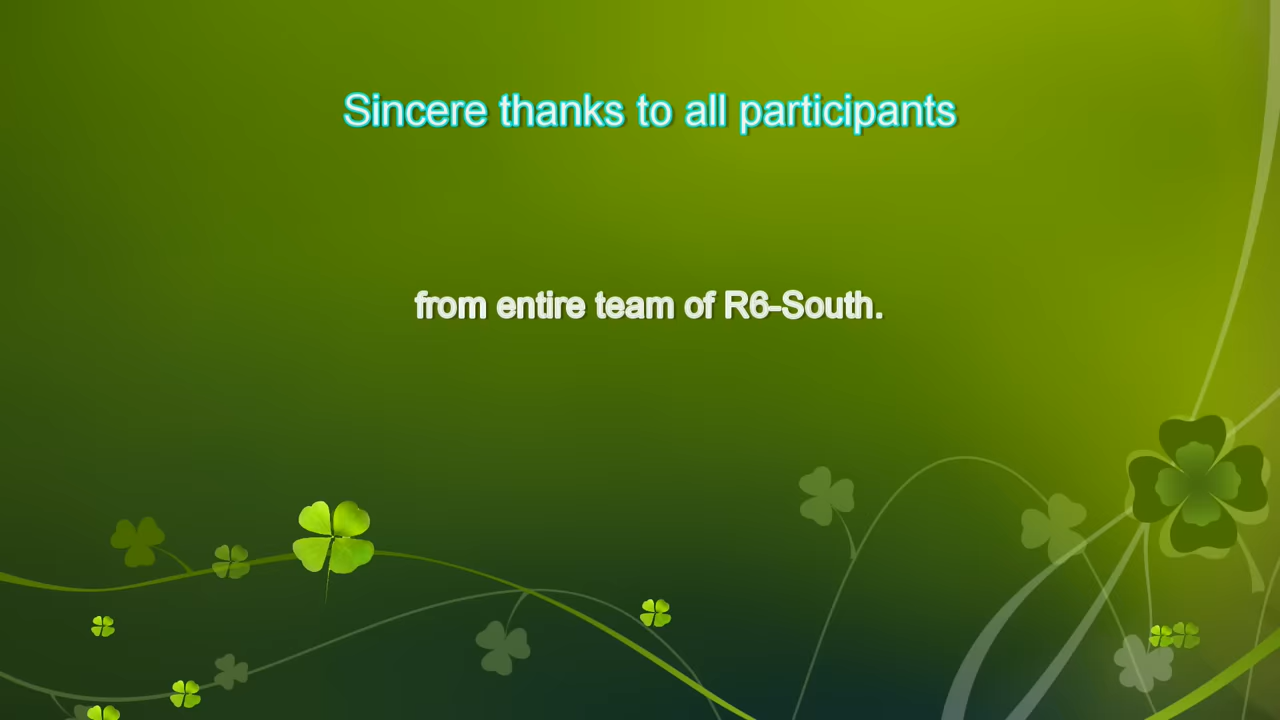 Sincere thanks to all participants
from entire team of R6-South.